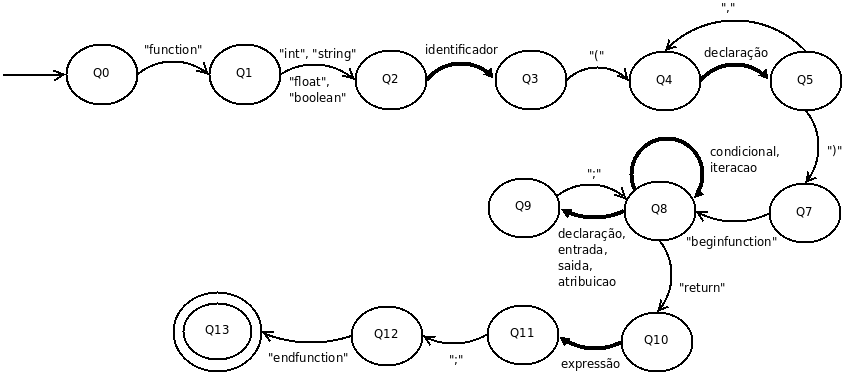 ","
"function"
"int", "string"
identificador
"("
declaração
Q0
Q1
Q2
Q3
Q4
Q5
"float",
"boolean"
condicional,
iteracao
")"
";"
Q9
Q8
Q7
declaração,
entrada,
saida,
atribuicao
"beginfunction"
"return"
Q13
Q12
Q11
Q10
"endfunction"
";"
expressão